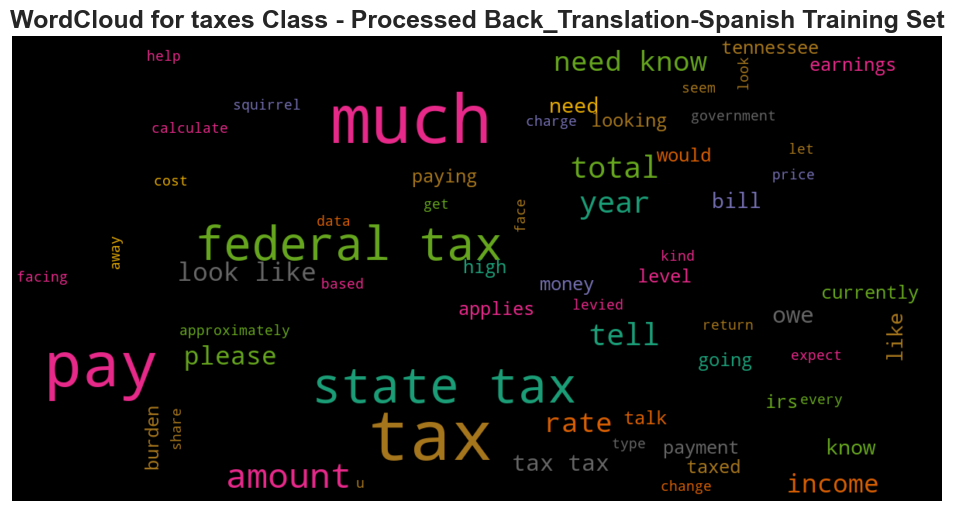 WordCloud for taxes Class - Processed Back_Translation-Spanish Training Set
help
need know
tennessee
look
earnings
seem
squirrel
much
need
charge
looking
government
calculate
total
would
let
cost
paying
price
year
bill
get
face
data
federal tax
away
look like
high
kind
facing
based
money
level
applies
levied
currently
approximately
tell
return
owe
like
please
going
expect
pay
state tax
irs
every
burden
share
tax
rate
talk
type
payment
know
tax tax
taxed
amount
u
change
income